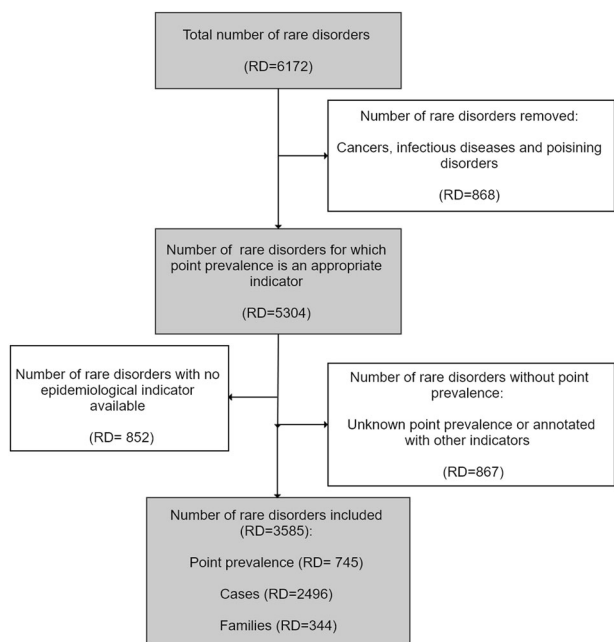 Total number of rare disorders
(RD=6172)
Number of rare disorders removed:
Cancers, infectious diseases and poisining
disorders
(RD=868)
Number of rare disorders for which
point prevalence is an appropriate
indicator
(RD=5304)
Number of rare disorders with no
epidemiological indicator
available
(RD= 852)
Number of rare disorders without point
prevalence:
Unknown point prevalence or annotated
with other indicators
(RD=867)
Number of rare disorders included
(RD=3585):
Point prevalence (RD= 745)
Cases (RD=2496)
Families (RD=344)